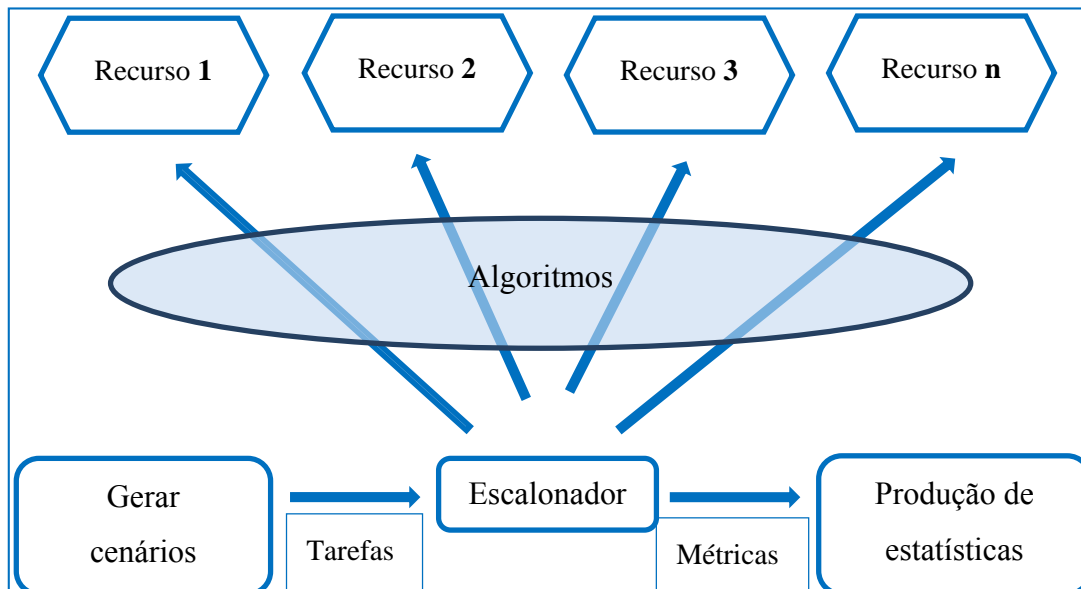 Recurso 1
Recurso 2
Recurso 3
Recurso n
Algoritmos
Gerar
cenários
Tarefas
Escalonador
Métricas
Produção de
estatísticas